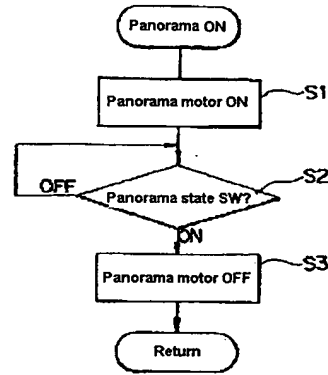 Panorama ON
Panorama motor ON
S1
Panorama state SW?
S2
OFF
ON
Panorama motor OFF
S3
Return